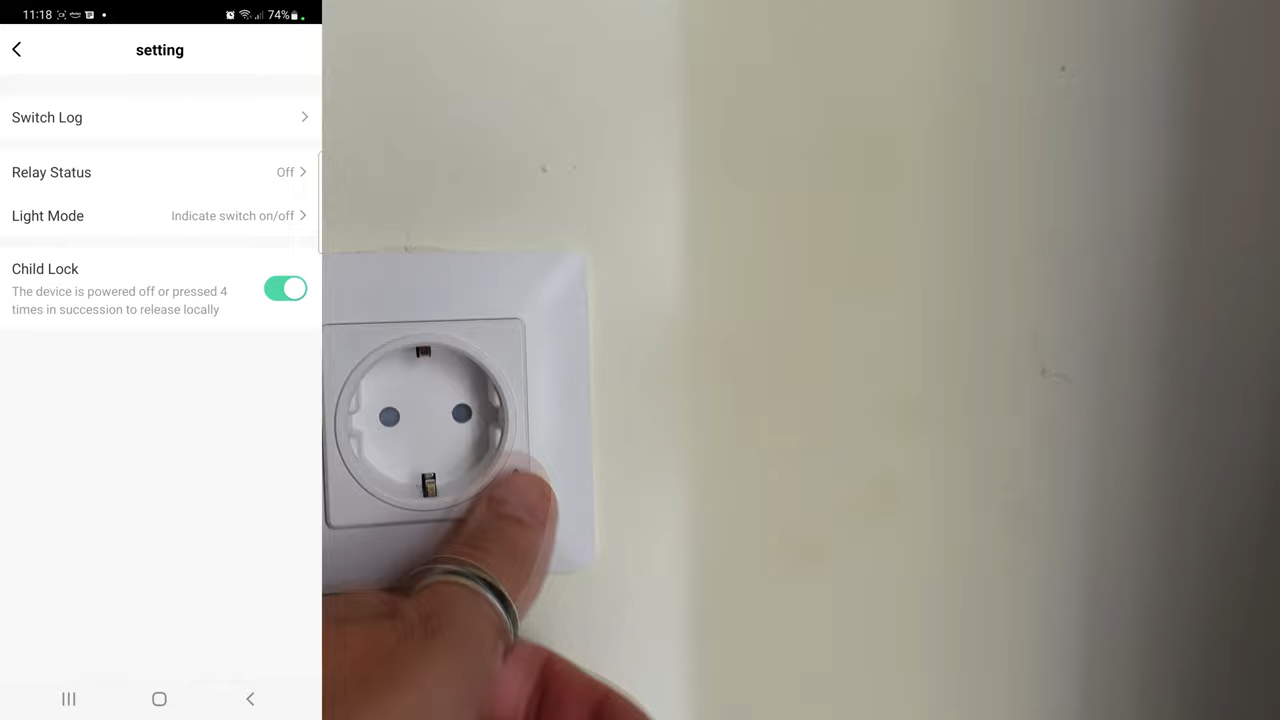 11:18
74%
setting
Switch Log
Relay Status
Off
Light Mode
Indicate switch on/off
Child Lock
The device is powered off or pressed 4
times in succession to release locally